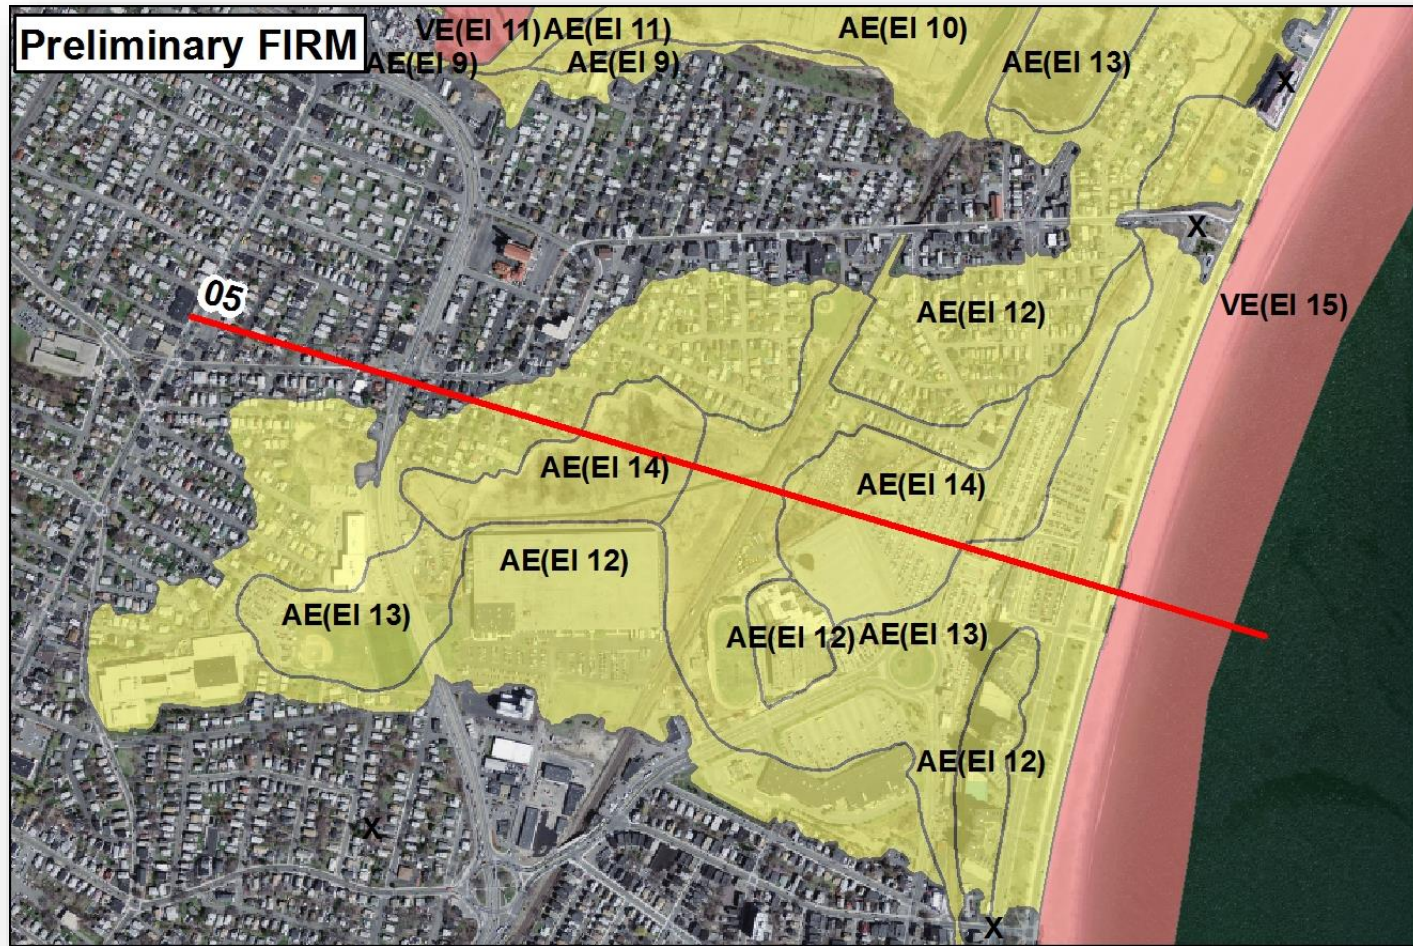 Preliminary FIRM
VE(El 11)
AE(El 11)
AE(El 10)
AE(El 9)
AE(El 9)
AE(El 13)
X
X
05
AE(El 12)
VE(El 15)
AE(El 14)
AE(El 14)
AE(El 12)
AE(El 13)
AE(El 12)
AE(El 13)
AE(El 12)
X
X